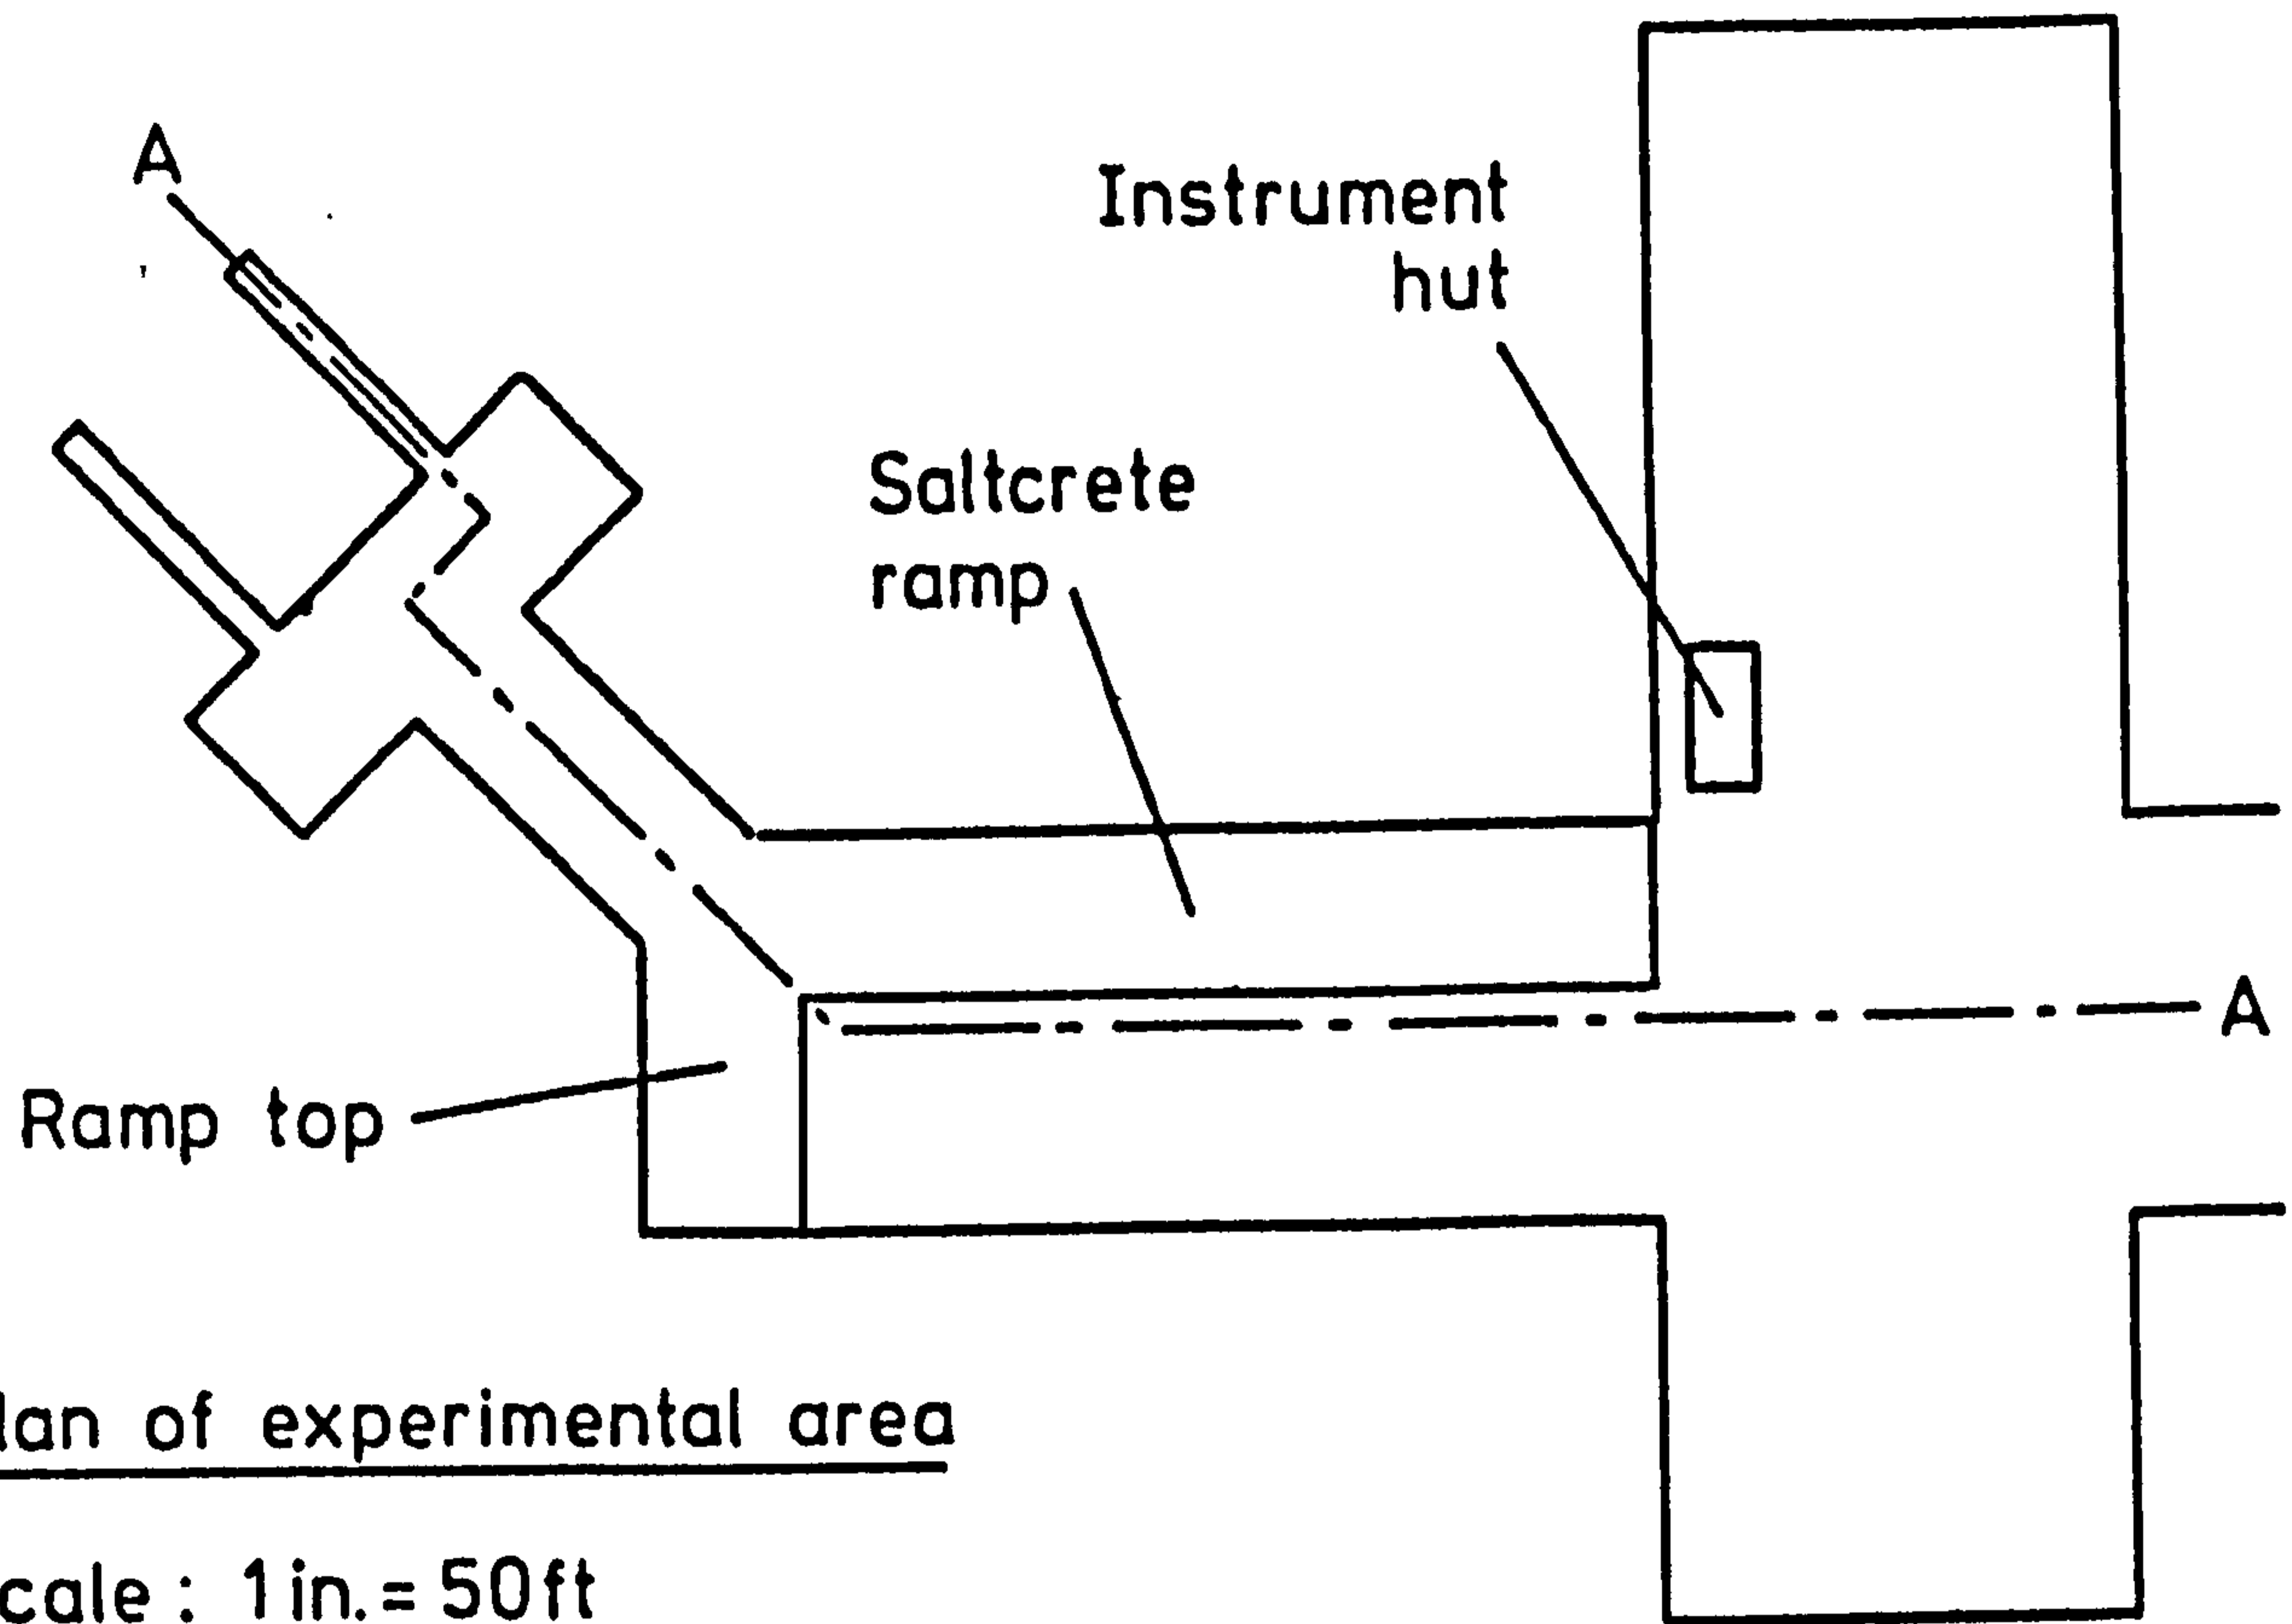 A
Instrument
hut
Saltcrete
ramp
A
Ramp top
lan of experimental area
cale: 1 in. = 50 ft